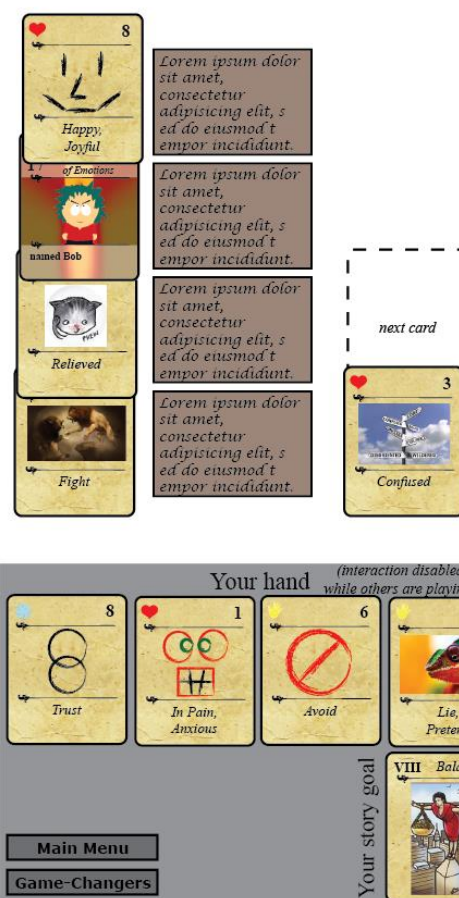 8
Happy,
Joyful
Lorem ipsum dolor
sit amet,
consectetur
adipisicing elit, s
ed do eiusmod t
empor incididunt.
of Emotions
named Bob
Lorem ipsum dolor
sit amet,
consectetur
adipisicing elit, s
ed do eiusmod t
empor incididunt.
Relieved
Lorem ipsum dolor
sit amet,
consectetur
adipisicing elit, s
ed do eiusmod t
empor incididunt.
Fight
Lorem ipsum dolor
sit amet,
consectetur
adipisicing elit, s
ed do eiusmod t
empor incididunt.
next card
3
Confused
Your hand
(interaction disabled
while others are playin
8
Trust
1
In Pain,
Anxious
6
Avoid
Lie,
Preten
Your story goal
VIII Bala
Main Menu
Game-Changers